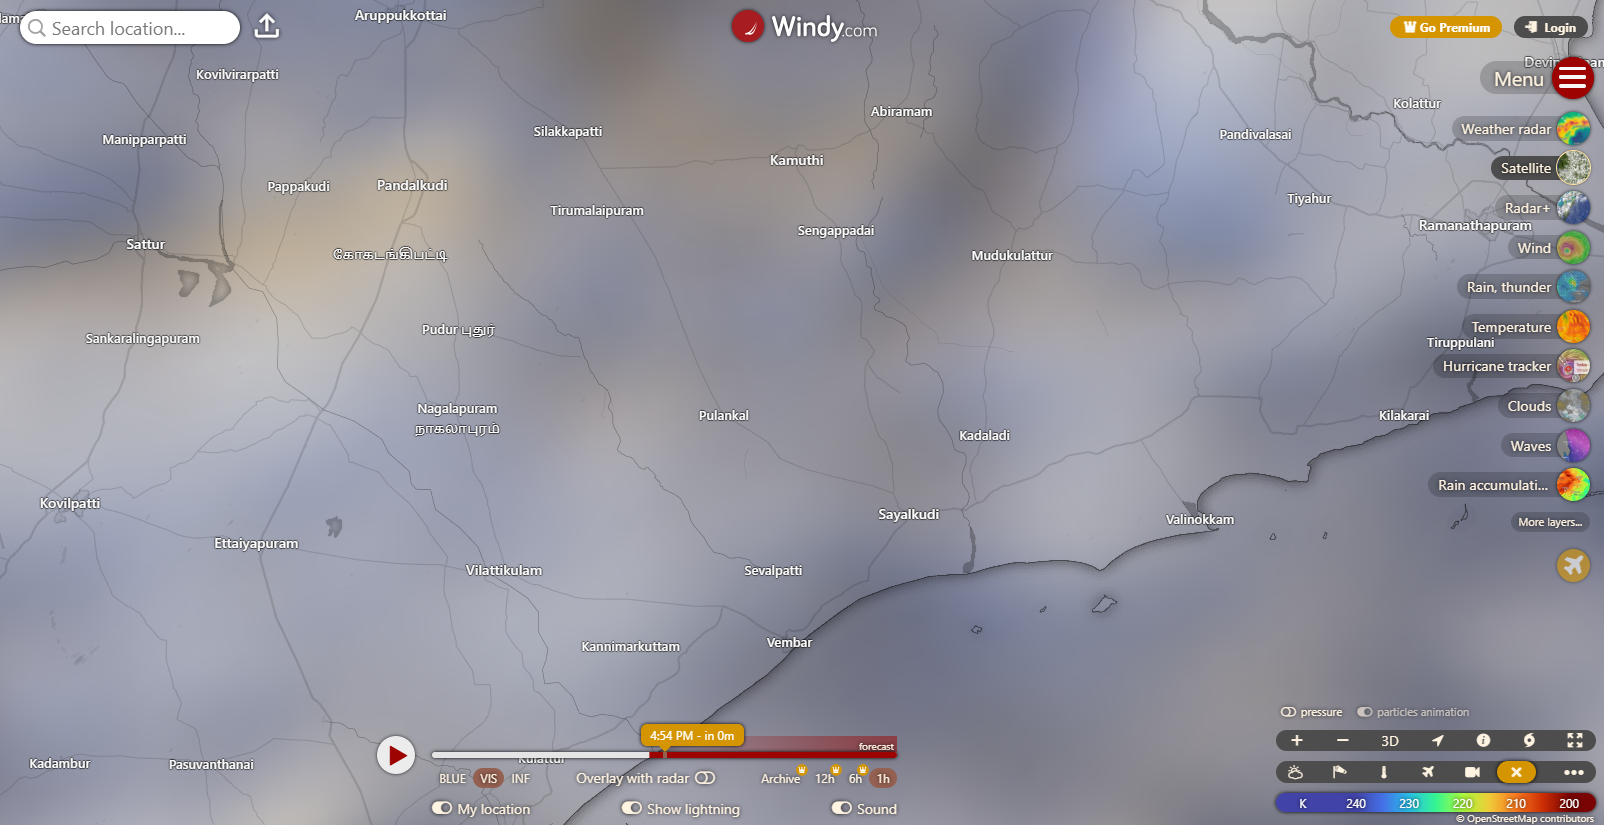 Aruppukkottai
Search location...
Windy.com
Go Premium
Login
Kovilvirarpatti
Menu
Kolattur
Abiramam
Manipparpatti
Silakkapatti
Pandivalasai
Weather radar
Kamuthi
Satellite
Pappakudi
Pandalkudi
Tirumalaipuram
Tiyahur
Radar+
Ramanathapuram
Sengappadai
Sattur
கோகடங்கிபட்டி
Mudukulattur
Wind
Rain, thunder
Pudur புதுர்
Temperature
Sankaralingapuram
Tiruppulani
Hurricane tracker
Nagalapuram
நாகலாபுரம்
Pulankal
Clouds
Kilakarai
Kadaladi
Waves
Rain accumulati...
Kovilpatti
Sayalkudi
Valinokkam
More layers...
Ettaiyapuram
Vilattikulam
Sevalpatti
Kannimarkuttam
Vembar
pressure
particles animation
4:54 PM - in 0m
forecast
3D
Kadambur
Pasuvanthanai
Kulattur
BLUE VIS INF
Overlay with radar
Archive 12h 6h 1h
My location
Show lightning
Sound
K 240 230 220 210 200
© OpenStreetMap contributors